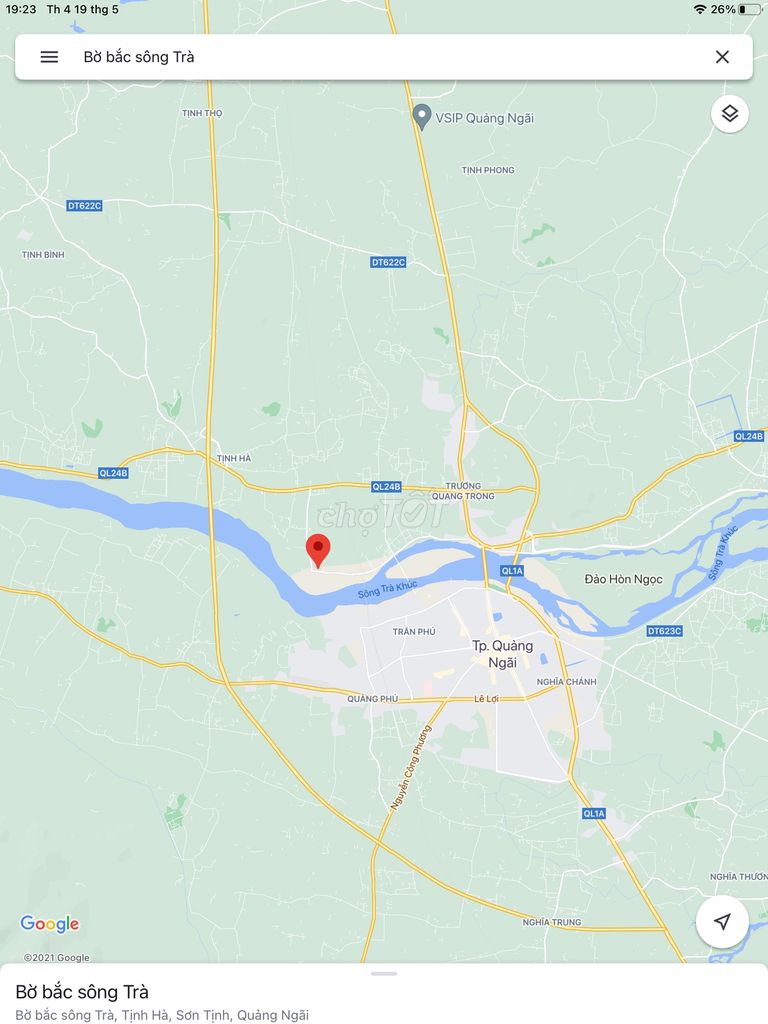 19:23 Th 4 19 thg 5
26%
Bờ bắc sông Trà
TỊNH THỌ
VSIP Quảng Ngãi
TỊNH PHONG
DT622C
TỊNH BÌNH
DT622C
QL24B
TỊNH HÀ
QL24B
QL24B
TRƯƠNG
QUANG TRỌNG
chợTỐT
QL1A
Đảo Hòn Ngọc
Sông Trà Khúc
Sông Trà Khúc
TRẦN PHÚ
DT623C
Tp. Quảng
Ngãi
NGHĨA CHÁNH
QUẢNG PHÚ
Lê Lợi
Nguyễn Công Phương
QL1A
NGHĨA THƯƠN
NGHĨA TRUNG
Google
©2021 Google
Bờ bắc sông Trà
Bờ bắc sông Trà, Tịnh Hà, Sơn Tịnh, Quảng Ngãi